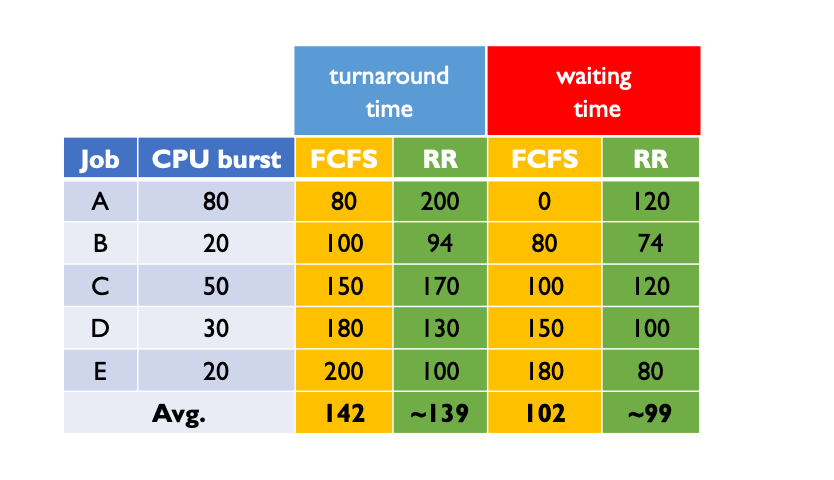 turnaround time waiting time
Job CPU burst FCFS RR FCFS RR
A 80 80 200 0 120
B 20 100 94 80 74
C 50 150 170 100 120
D 30 180 130 150 100
E 20 200 100 180 80
Avg. 142 ~139 102 ~99